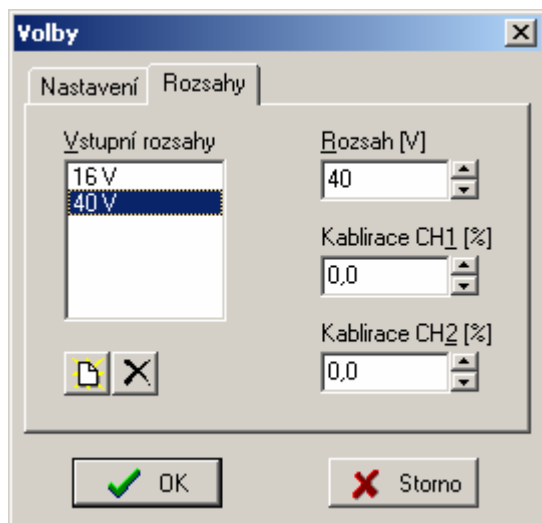 Volby
Nastavení Rozsahy
Vstupní rozsahy
16 V
40 V
Rozsah [V]
40
Kablirace CH1 [%]
0,0
Kablirace CH2 [%]
0,0
OK Storno